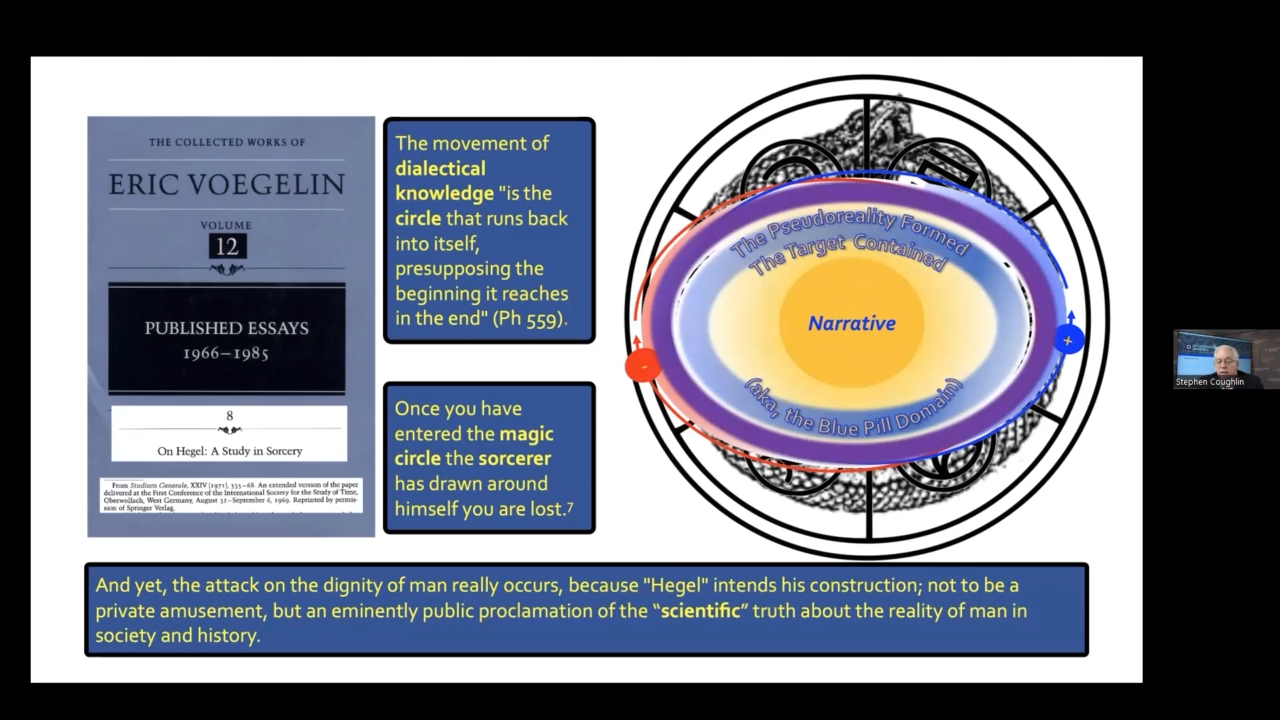 THE COLLECTED WORKS OF
ERIC VOEGELIN
VOLUME
12
PUBLISHED ESSAYS
1966–1985
8
On Hegel: A Study in Sorcery
From Studium Generale, XXIV (1971), 335–68. An extended version of the paper
delivered at the First Conference of the International Society for the Study of Time,
Oberwolfach, West Germany, August 31–September 6, 1969. Reprinted by permis-
sion of Springer Verlag.
The movement of
dialectical
knowledge "is the
circle that runs back
into itself,
presupposing the
beginning it reaches
in the end" (Ph 559).
Once you have
entered the magic
circle the sorcerer
has drawn around
himself you are lost.7
The Pseudoreality Formed
The Target Contained
Narrative
(aka, the Blue Pill Domain)
-
+
And yet, the attack on the dignity of man really occurs, because "Hegel" intends his construction; not to be a
private amusement, but an eminently public proclamation of the “scientific” truth about the reality of man in
society and history.
Stephen Coughlin